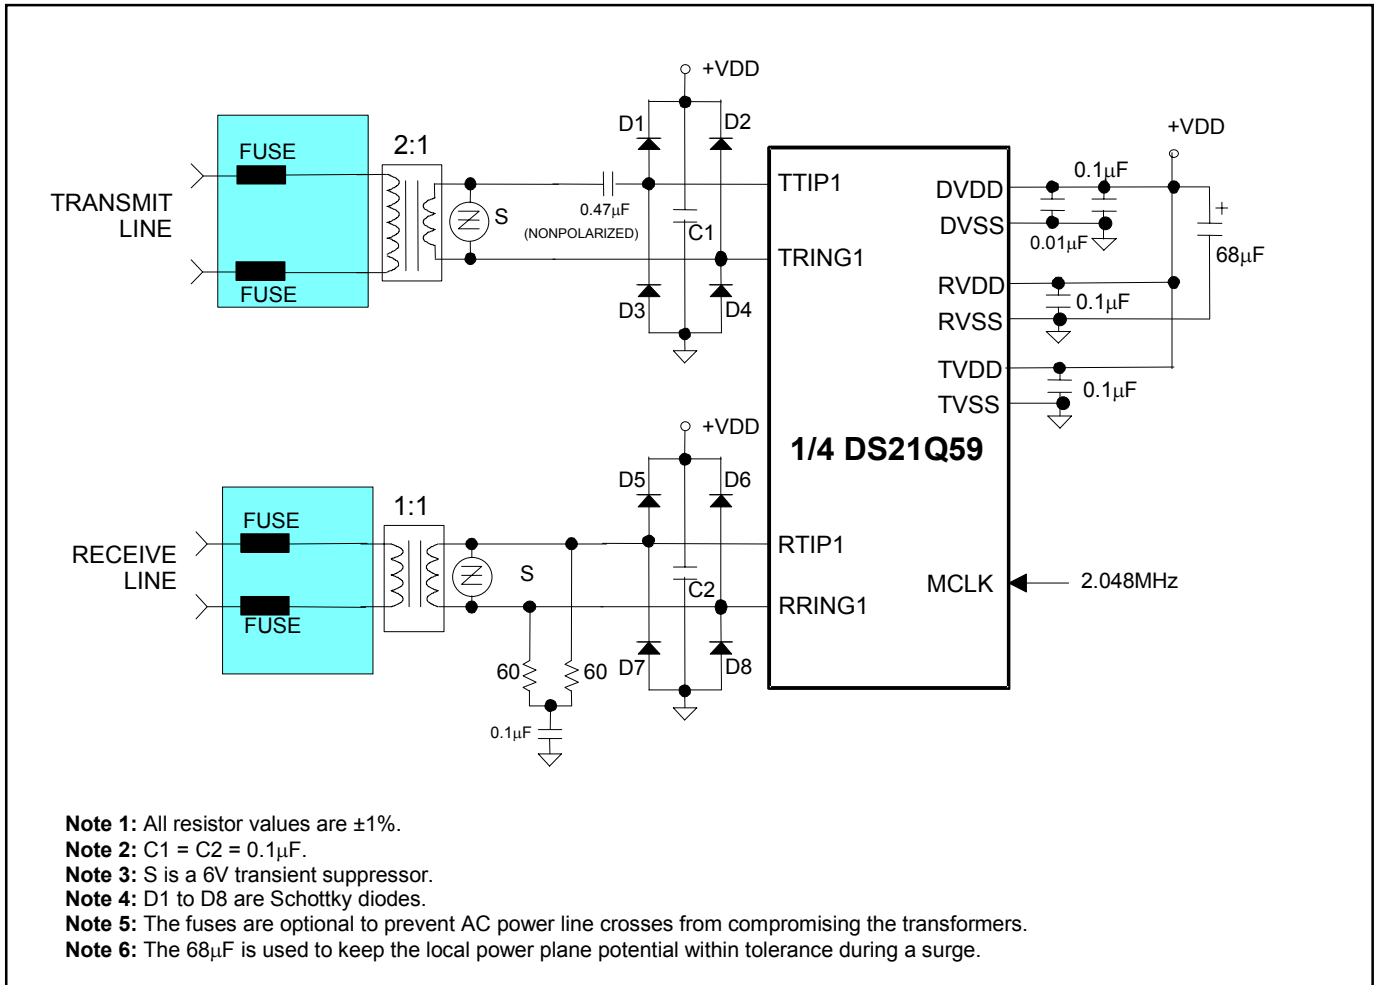 +VDD
D1
D2
FUSE
2:1
TRANSMIT
LINE
S
0.47µF
(NONPOLARIZED)
C1
FUSE
D3
D4
TTIP1
TRING1
+VDD
DVDD
0.1µF
DVSS
0.01µF
+
68µF
RVDD
0.1µF
RVSS
TVDD
0.1µF
TVSS
1/4 DS21Q59
+VDD
D5
D6
FUSE
1:1
RECEIVE
LINE
S
C2
FUSE
RTIP1
RRING1
MCLK
2.048MHz
60
60
D7
D8
0.1µF
Note 1: All resistor values are ±1%.
Note 2: C1 = C2 = 0.1µF.
Note 3: S is a 6V transient suppressor.
Note 4: D1 to D8 are Schottky diodes.
Note 5: The fuses are optional to prevent AC power line crosses from compromising the transformers.
Note 6: The 68µF is used to keep the local power plane potential within tolerance during a surge.